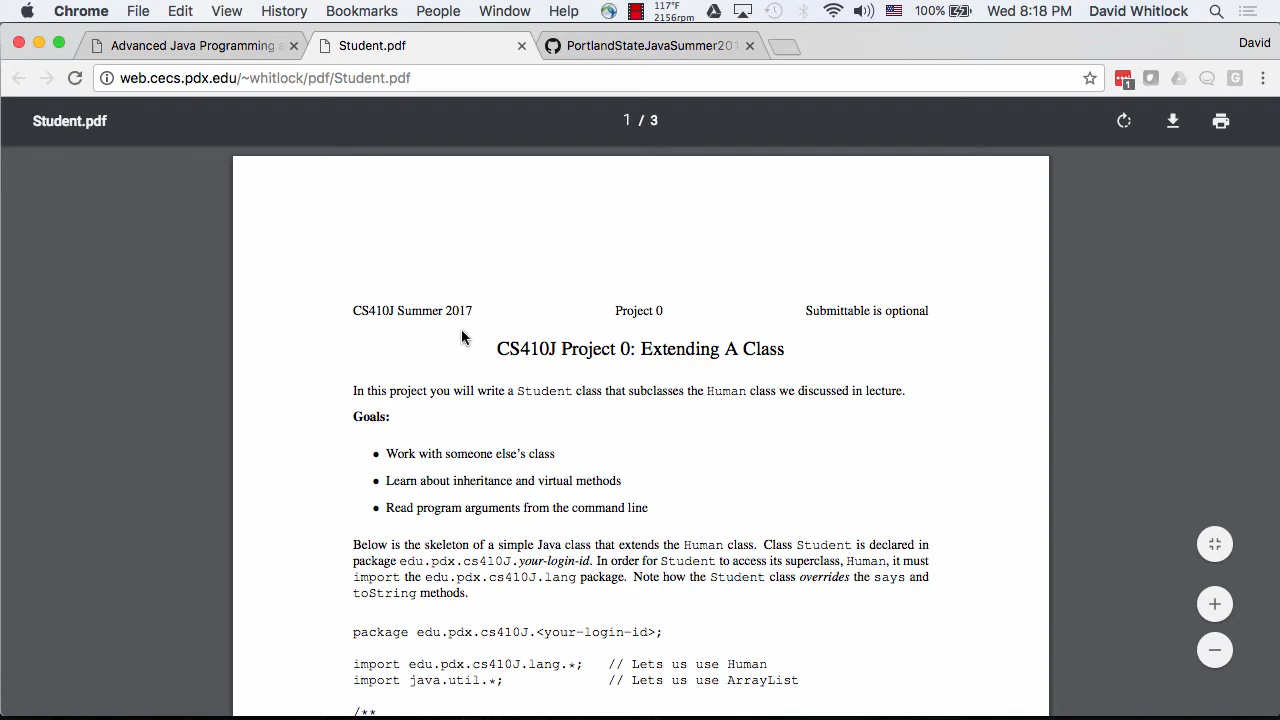 Chrome File Edit View History Bookmarks People Window Help 117°F 2156rpm 100% Wed 8:18 PM David Whitlock
Advanced Java Programming a Student.pdf PortlandStateJavaSummer201 David
web.cecs.pdx.edu/~whitlock/pdf/Student.pdf 1 G
Student.pdf 1 / 3
CS410J Summer 2017 Project 0 Submittable is optional
CS410J Project 0: Extending A Class
In this project you will write a Student class that subclasses the Human class we discussed in lecture.
Goals:
• Work with someone else's class
• Learn about inheritance and virtual methods
• Read program arguments from the command line
Below is the skeleton of a simple Java class that extends the Human class. Class Student is declared in
package edu.pdx.cs410J.your-login-id. In order for Student to access its superclass, Human, it must
import the edu.pdx.cs410J.lang package. Note how the Student class overrides the says and
toString methods.
package edu.pdx.cs410J.<your-login-id>;
import edu.pdx.cs410J.lang.*; // Lets us use Human
import java.util.*; // Lets us use ArrayList
/**